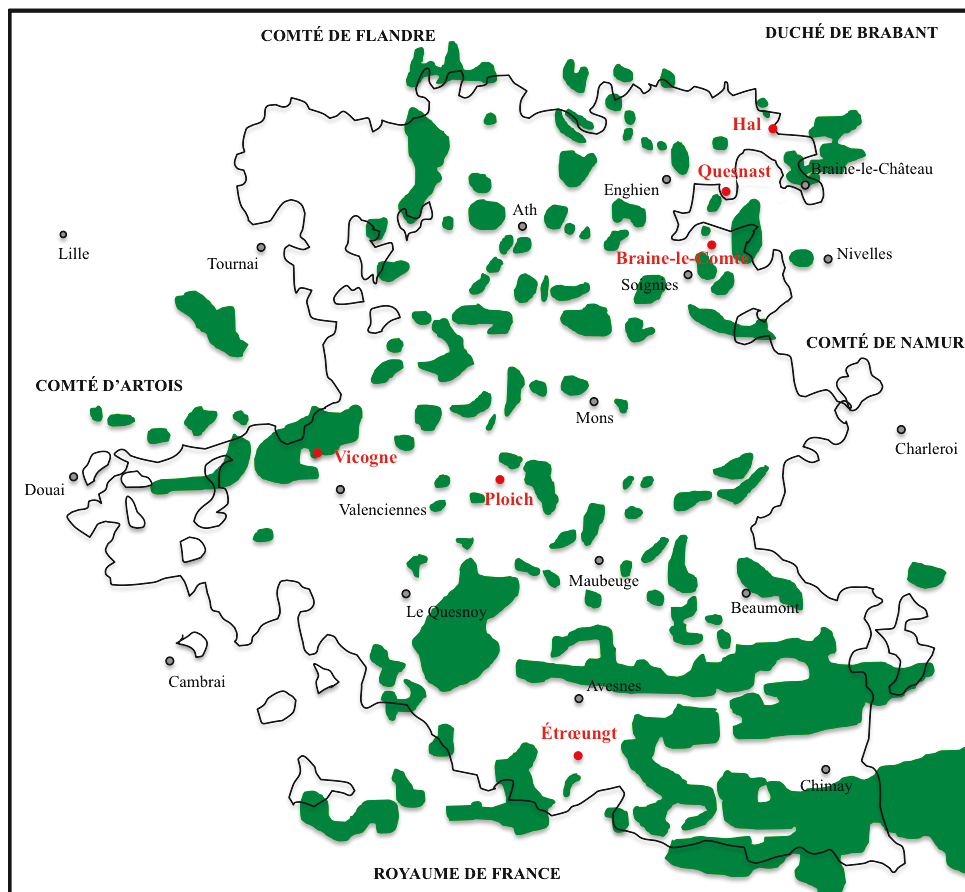 DUCHÉ DE BRABANT
COMTÉ DE FLANDRE
Hal
Braine-le-Château
Quesnast
Enghien
Ath
Lille
Tournai
Braine-le-Comte
Nivelles
Soignies
COMTÉ DE NAMUR
COMTÉ D’ARTOIS
Mons
Charleroi
Vicogne
Douai
Ploich
Valenciennes
Maubeuge
Beaumont
Le Quesnoy
Cambrai
Avesnes
Étrœungt
Chimay
ROYAUME DE FRANCE